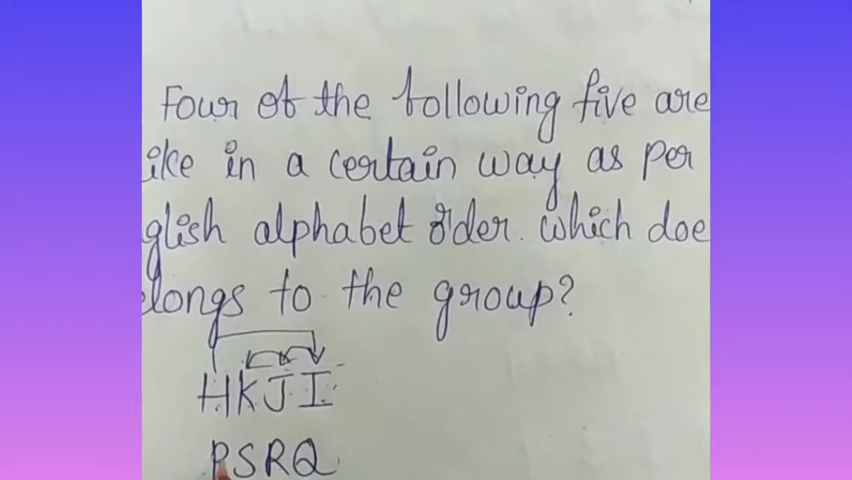 Four of the following five are
ike in a certain way as per
glish alphabet order. which doe
elongs to the group?
HKJI
PSRQ